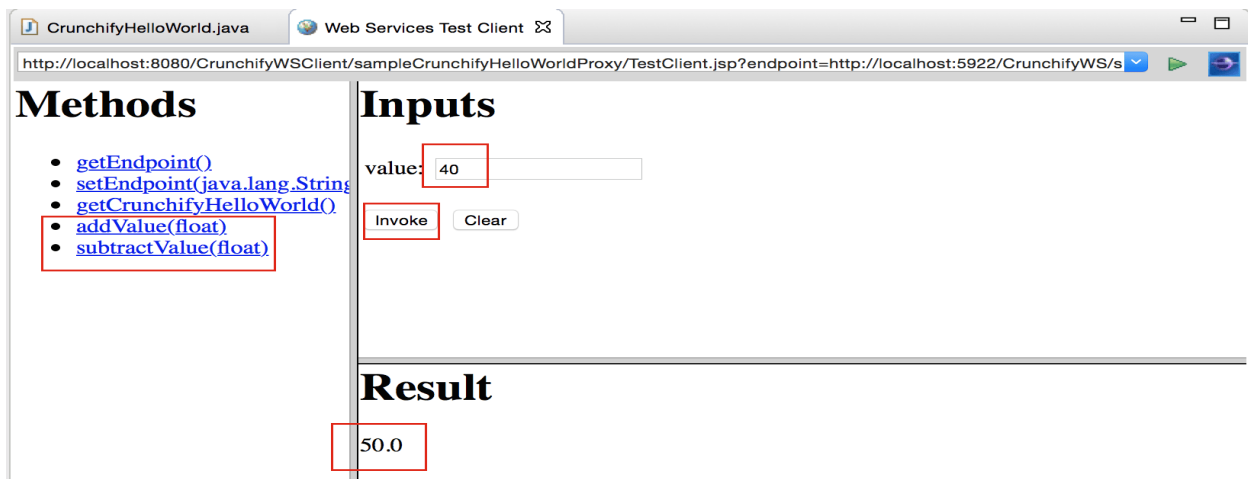 CrunchifyHelloWorld.java
Web Services Test Client
http://localhost:8080/CrunchifyWSClient/sampleCrunchifyHelloWorldProxy/TestClient.jsp?endpoint=http://localhost:5922/CrunchifyWS/s
Methods
getEndpoint()
setEndpoint(java.lang.String
getCrunchifyHelloWorld()
addValue(float)
subtractValue(float)
Inputs
value: 40
Invoke Clear
Result
50.0